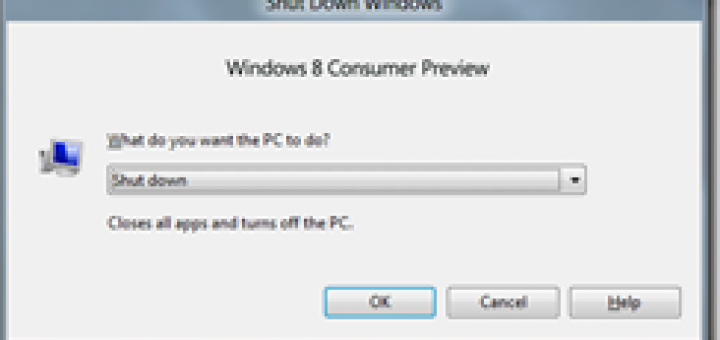 Shut Down Windows
Windows 8 Consumer Preview
What do you want the PC to do?
Shut down
Closes all apps and turns off the PC.
OK
Cancel
Help